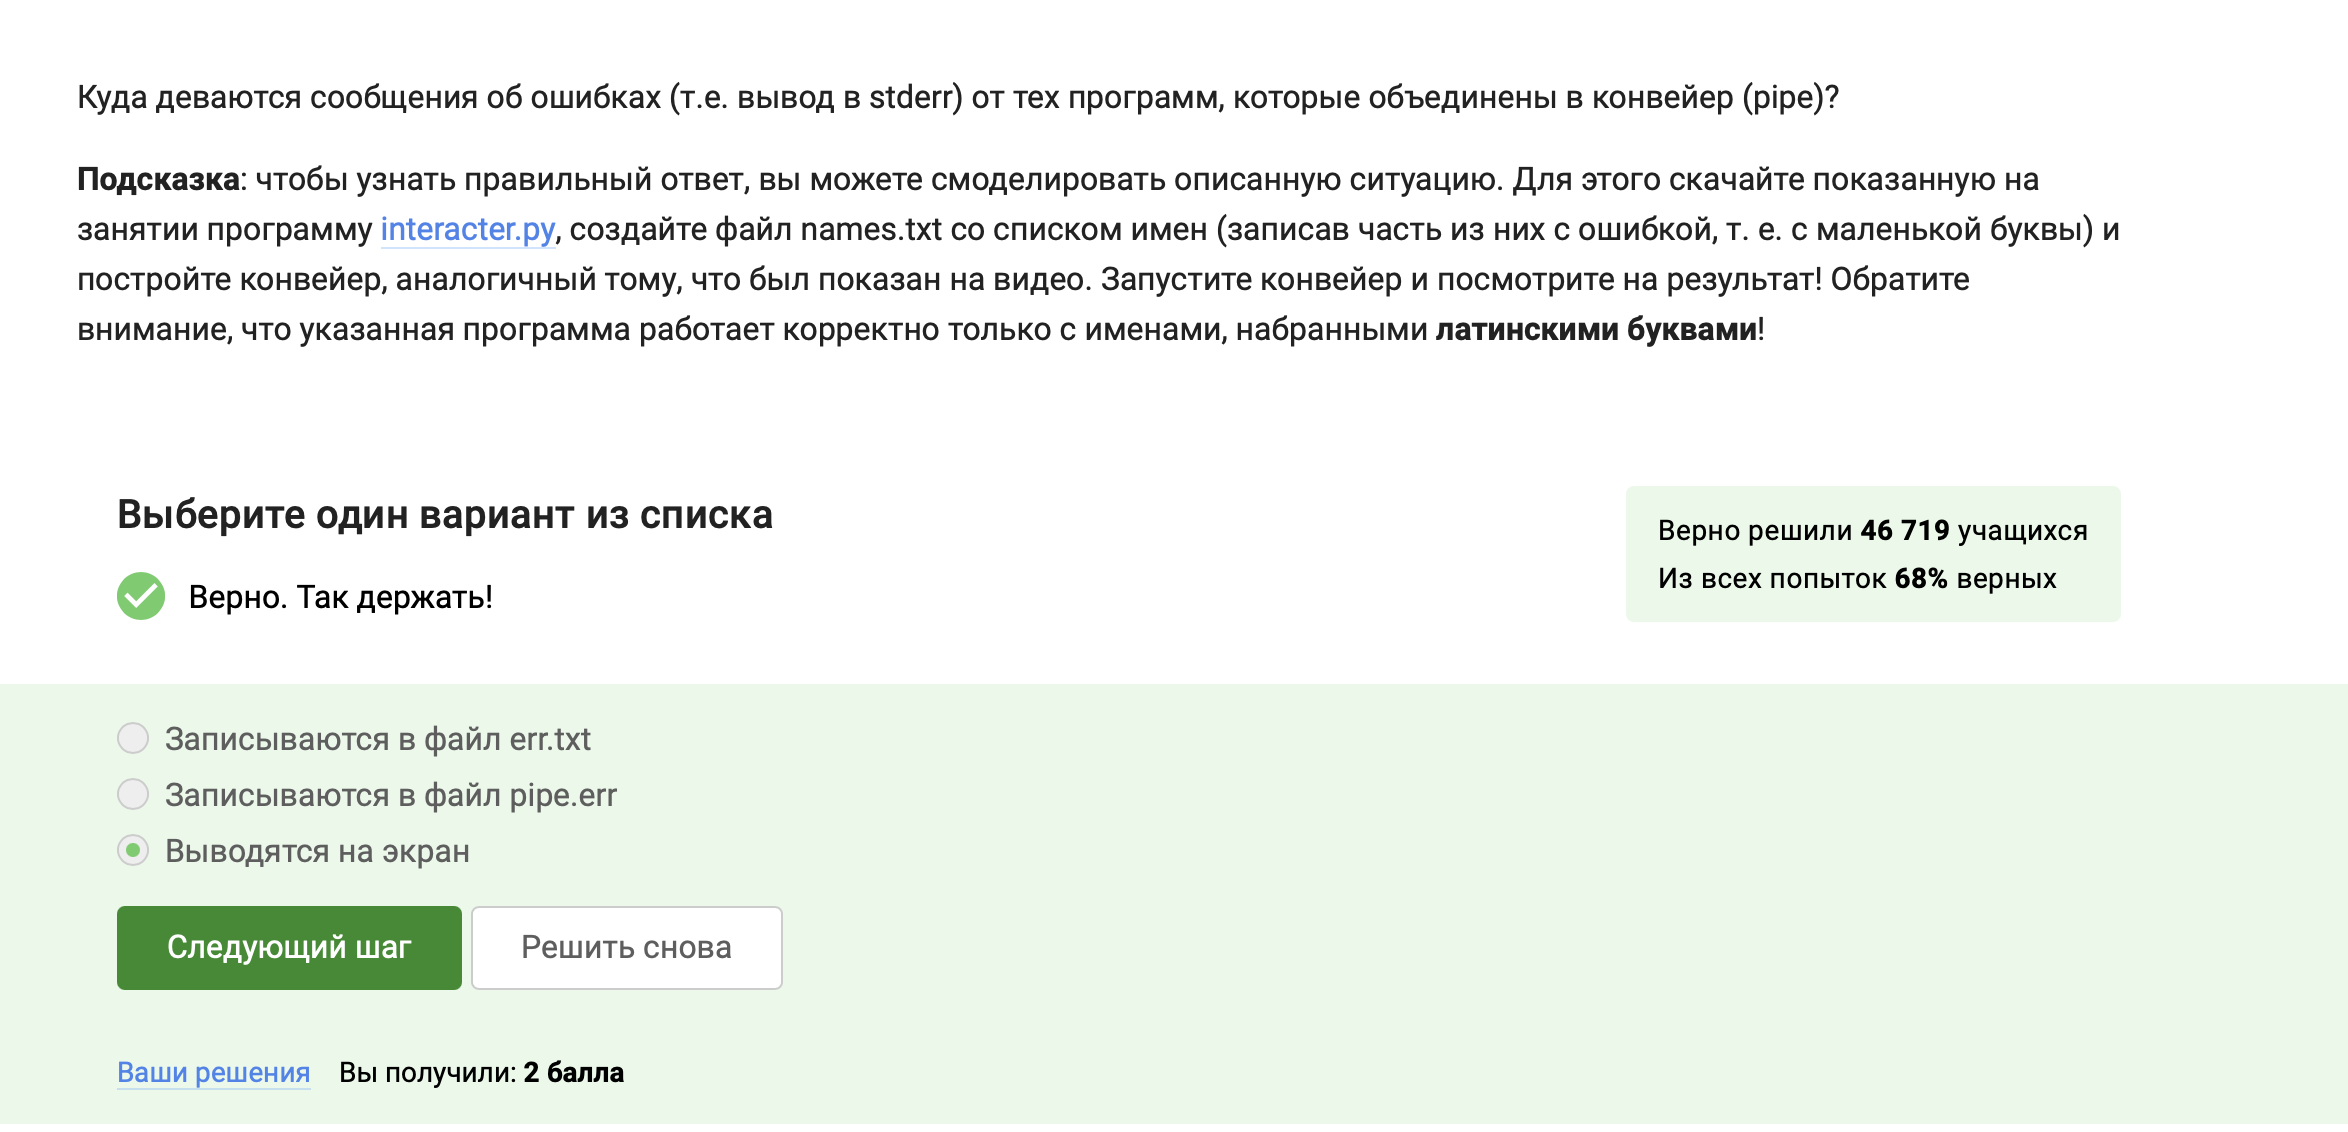 Куда деваются сообщения об ошибках (т.е. вывод в stderr) от тех программ, которые объединены в конвейер (pipe)?
Подсказка: чтобы узнать правильный ответ, вы можете смоделировать описанную ситуацию. Для этого скачайте показанную на
занятии программу interacter.py, создайте файл names.txt со списком имен (записав часть из них с ошибкой, т. е. с маленькой буквы) и
постройте конвейер, аналогичный тому, что был показан на видео. Запустите конвейер и посмотрите на результат! Обратите
внимание, что указанная программа работает корректно только с именами, набранными латинскими буквами!
Выберите один вариант из списка
Верно. Так держать!
Верно решили 46 719 учащихся
Из всех попыток 68% верных
Записываются в файл err.txt
Записываются в файл pipe.err
Выводятся на экран
Следующий шаг
Решить снова
Ваши решения Вы получили: 2 балла